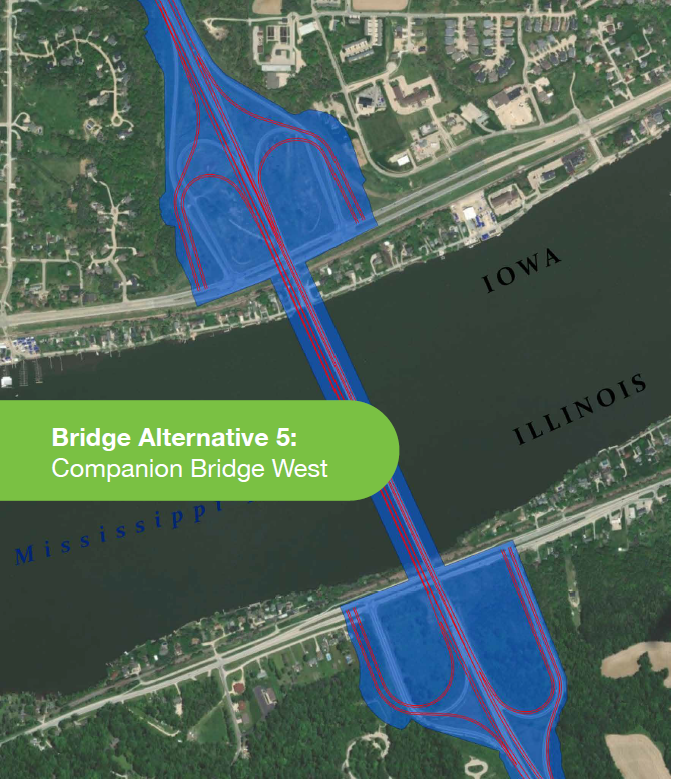 IOWA
ILLINOIS
Bridge Alternative 5:
Companion Bridge West
Mississippi